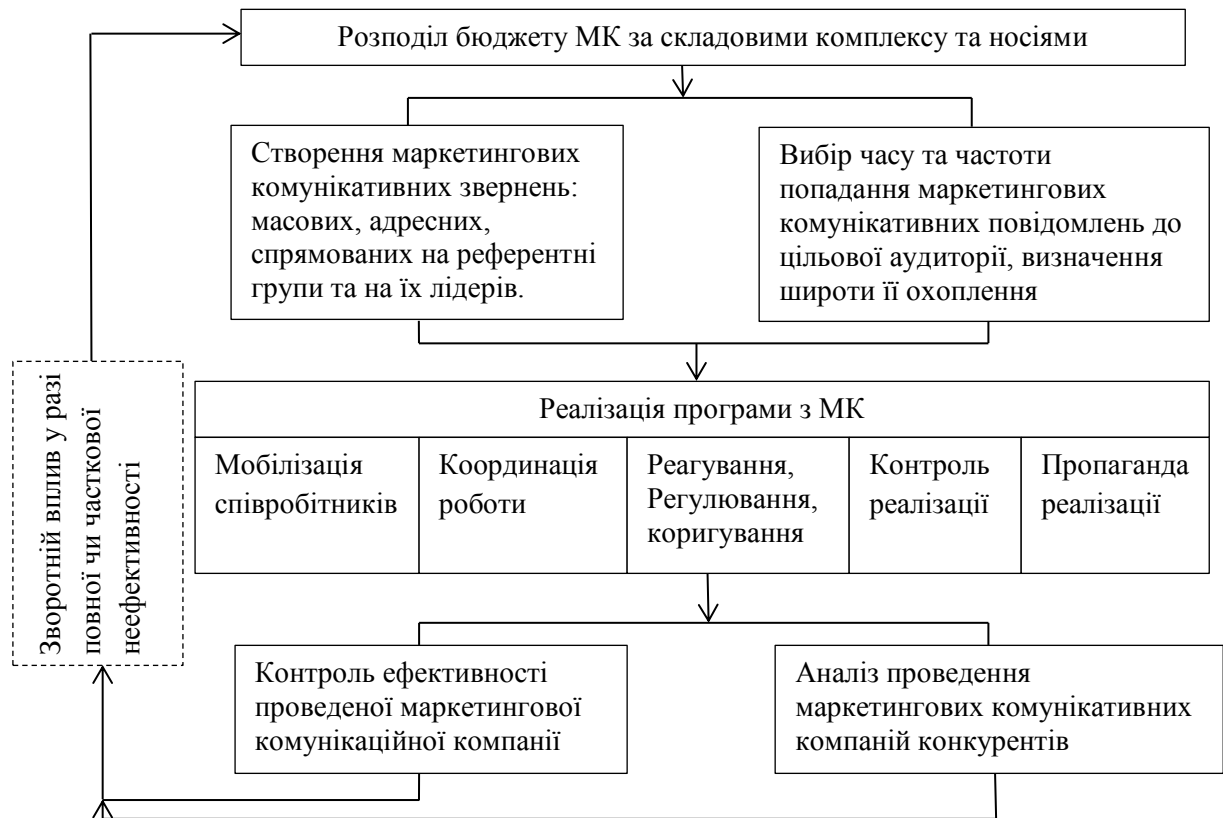 Розподіл бюджету МК за складовими комплексу та носіями
Створення маркетингових
комунікативних звернень:
масових, адресних,
спрямованих на референтні
групи та на їх лідерів.
Вибір часу та частоти
попадання маркетингових
комунікативних повідомлень до
цільової аудиторії, визначення
широти її охоплення
Зворотній вплив у разі
повної чи часткової
неефективності
Реалізація програми з МК
Мобілізація
співробітників
Координація
роботи
Реагування,
Регулювання,
коригування
Контроль
реалізації
Пропаганда
реалізації
Контроль ефективності
проведеної маркетингової
комунікаційної компанії
Аналіз проведення
маркетингових комунікативних
компаній конкурентів